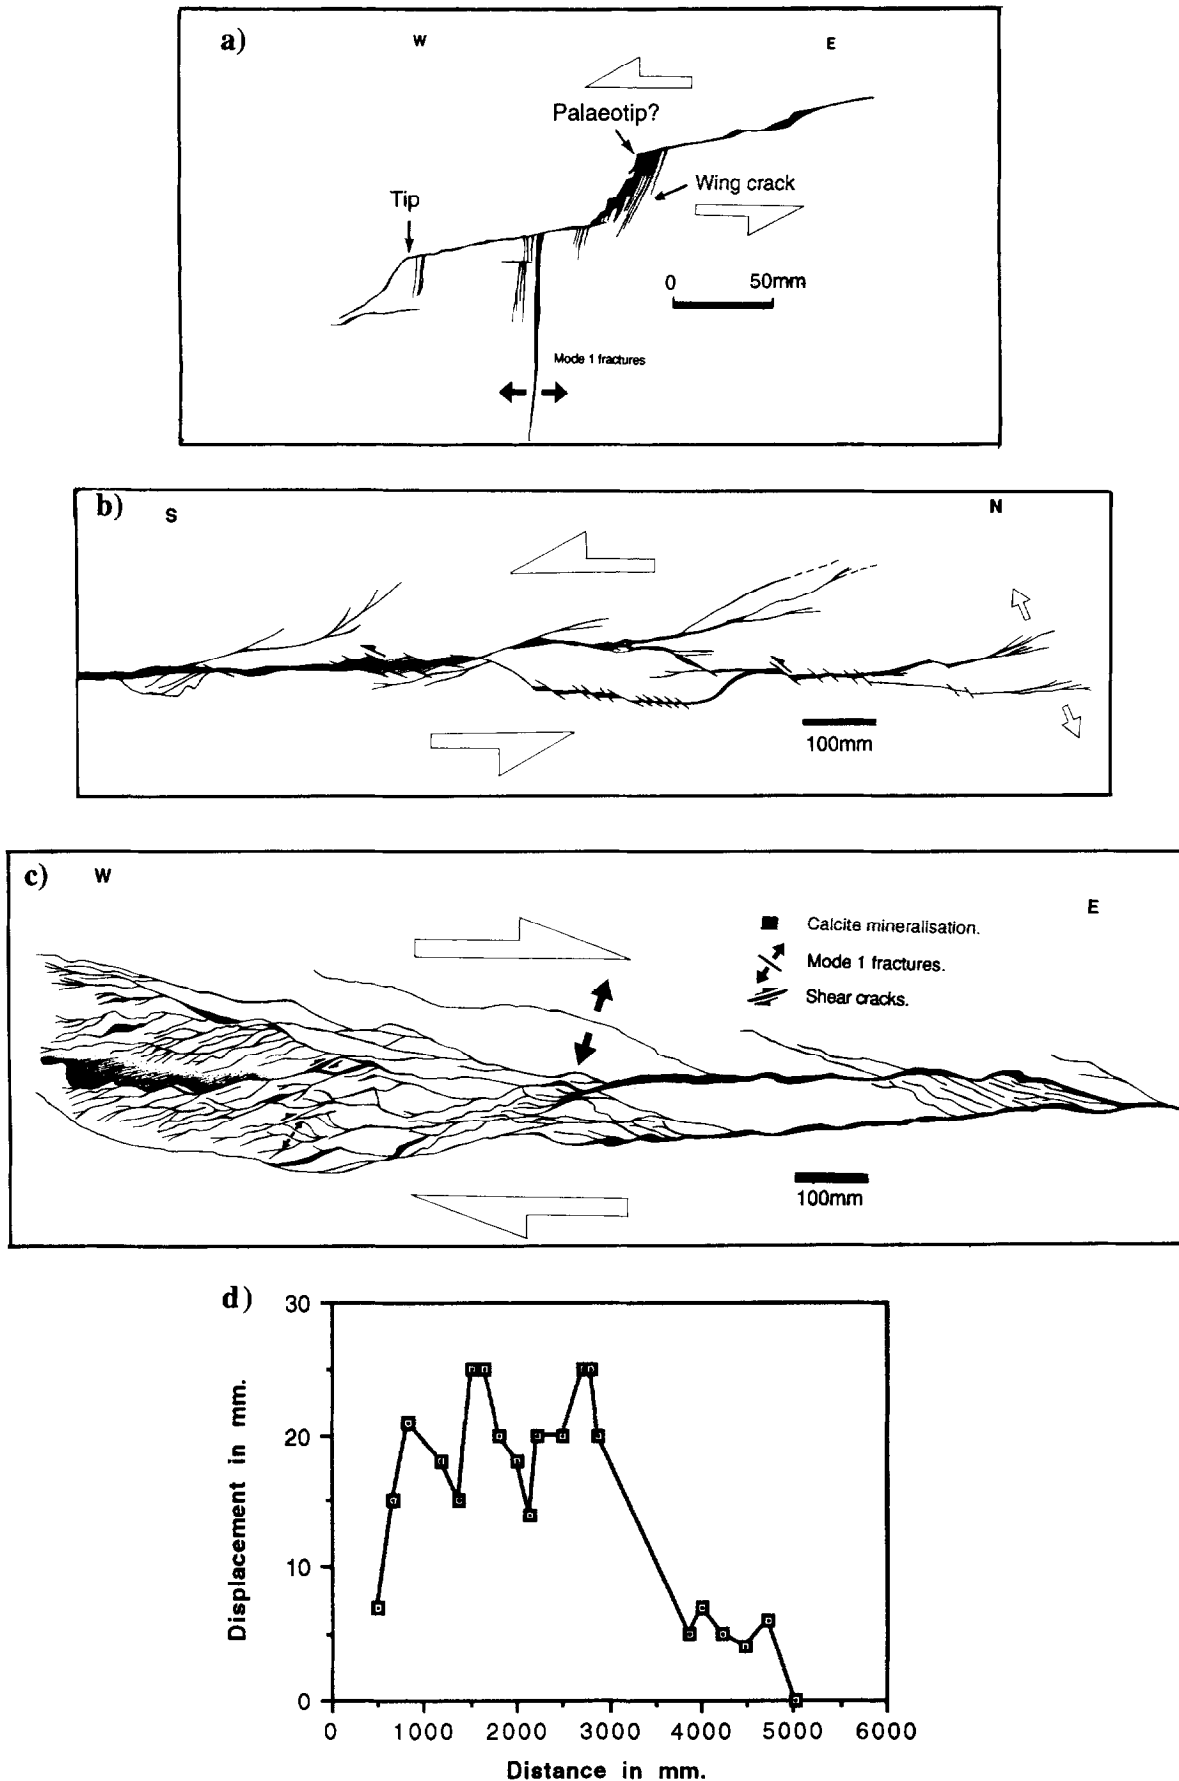 a)
W
E
Palaeotip?
Wing crack
Tip
0 50mm
Mode 1 fractures
b)
S
N
100mm
c)
W
E
Calcite mineralisation.
Mode 1 fractures.
Shear cracks.
100mm
d)
30
20
10
0
Displacement in mm.
0 1000 2000 3000 4000 5000 6000
Distance in mm.